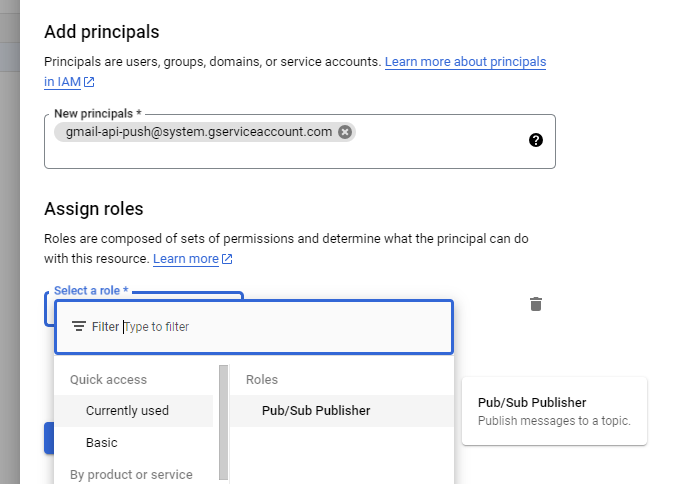 Add principals
Principals are users, groups, domains, or service accounts. Learn more about principals
in IAM
New principals *
gmail-api-push@system.gserviceaccount.com
Assign roles
Roles are composed of sets of permissions and determine what the principal can do
with this resource. Learn more
Select a role *
Filter Type to filter
Quick access
Roles
Currently used
Pub/Sub Publisher
Basic
By product or service
Pub/Sub Publisher
Publish messages to a topic.